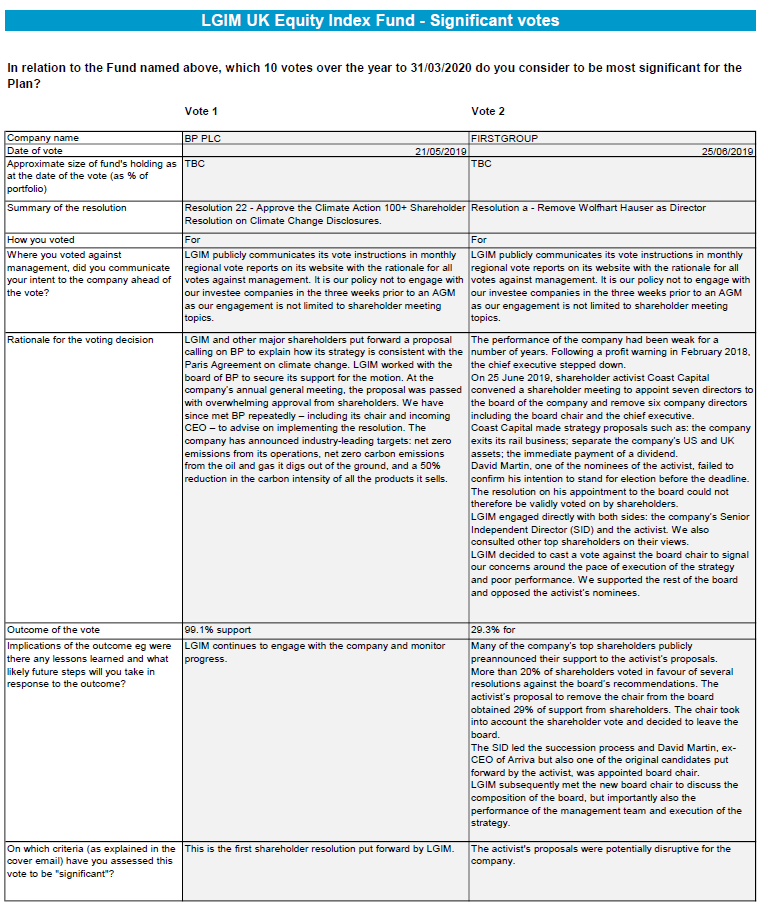 LGIM UK Equity Index Fund - Significant votes
In relation to the Fund named above, which 10 votes over the year to 31/03/2020 do you consider to be most significant for the
Plan?
Vote 1
Vote 2
Company name
BP PLC
FIRSTGROUP
Date of vote
21/05/2019
25/06/2019
Approximate size of fund's holding as
at the date of the vote (as % of
portfolio)
TBC
TBC
Summary of the resolution
Resolution 22 - Approve the Climate Action 100+ Shareholder
Resolution on Climate Change Disclosures.
Resolution a - Remove Wolfhart Hauser as Director
How you voted
For
For
Where you voted against
management, did you communicate
your intent to the company ahead of
the vote?
LGIM publicly communicates its vote instructions in monthly
regional vote reports on its website with the rationale for all
votes against management. It is our policy not to engage with
our investee companies in the three weeks prior to an AGM
as our engagement is not limited to shareholder meeting
topics.
LGIM publicly communicates its vote instructions in monthly
regional vote reports on its website with the rationale for all
votes against management. It is our policy not to engage with
our investee companies in the three weeks prior to an AGM
as our engagement is not limited to shareholder meeting
topics.
Rationale for the voting decision
LGIM and other major shareholders put forward a proposal
calling on BP to explain how its strategy is consistent with the
Paris Agreement on climate change. LGIM worked with the
board of BP to secure its support for the motion. At the
company's annual general meeting, the proposal was passed
with overwhelming approval from shareholders. We have
since met BP repeatedly – including its chair and incoming
CEO – to advise on implementing the resolution. The
company has announced industry-leading targets: net zero
emissions from its operations, net zero carbon emissions
from the oil and gas it digs out of the ground, and a 50%
reduction in the carbon intensity of all the products it sells.
The performance of the company had been weak for a
number of years. Following a profit warning in February 2018,
the chief executive stepped down.
On 25 June 2019, shareholder activist Coast Capital
convened a shareholder meeting to appoint seven directors to
the board of the company and remove six company directors
including the board chair and the chief executive.
Coast Capital made strategy proposals such as: the company
exits its rail business; separate the company's US and UK
assets; the immediate payment of a dividend.
David Martin, one of the nominees of the activist, failed to
confirm his intention to stand for election before the deadline.
The resolution on his appointment to the board could not
therefore be validly voted on by shareholders.
LGIM engaged directly with both sides: the company's Senior
Independent Director (SID) and the activist. We also
consulted other top shareholders on their views.
LGIM decided to cast a vote against the board chair to signal
our concerns around the pace of execution of the strategy
and poor performance. We supported the rest of the board
and opposed the activist's nominees.
Outcome of the vote
99.1% support
29.3% for
Implications of the outcome eg were
there any lessons learned and what
likely future steps will you take in
response to the outcome?
LGIM continues to engage with the company and monitor
progress.
Many of the company's top shareholders publicly
preannounced their support to the activist's proposals.
More than 20% of shareholders voted in favour of several
resolutions against the board's recommendations. The
activist's proposal to remove the chair from the board
obtained 29% of support from shareholders. The chair took
into account the shareholder vote and decided to leave the
board.
The SID led the succession process and David Martin, ex-
CEO of Arriva but also one of the original candidates put
forward by the activist, was appointed board chair.
LGIM subsequently met the new board chair to discuss the
composition of the board, but importantly also the
performance of the management team and execution of the
strategy.
On which criteria (as explained in the
cover email) have you assessed this
vote to be "significant"?
This is the first shareholder resolution put forward by LGIM.
The activist's proposals were potentially disruptive for the
company.